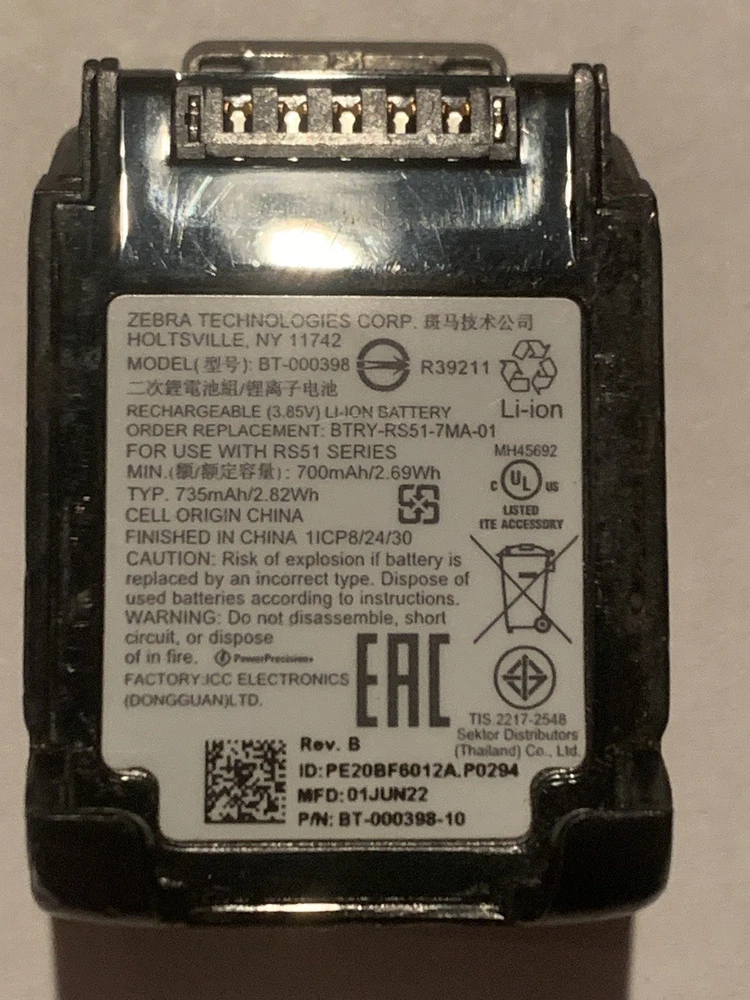 ZEBRA TECHNOLOGIES CORP. 斑马技术公司
HOLTSVILLE, NY 11742
MODEL(型号): BT-000398
R39211
二次鋰電池組/锂离子电池
Li-ion
RECHARGEABLE (3.85V) LI-ION BATTERY
ORDER REPLACEMENT: BTRY-RS51-7MA-01
FOR USE WITH RS51 SERIES
MH45692
MIN.(额/额定容量): 700mAh/2.69Wh
TYP. 735mAh/2.82Wh
C UL US
LISTED
ITE ACCESSORY
CELL ORIGIN CHINA
FINISHED IN CHINA 1ICP8/24/30
CAUTION: Risk of explosion if battery is
replaced by an incorrect type. Dispose of
used batteries according to instructions.
WARNING: Do not disassemble, short
circuit, or dispose
of in fire.
PowerPrecision+
EAC
FACTORY:ICC ELECTRONICS
(DONGGUAN)LTD.
TIS 2217-2548
Sektor Distributors
(Thailand) Co., Ltd.
Rev. B
ID:PE20BF6012A.P0294
MFD:01JUN22
P/N: BT-000398-10